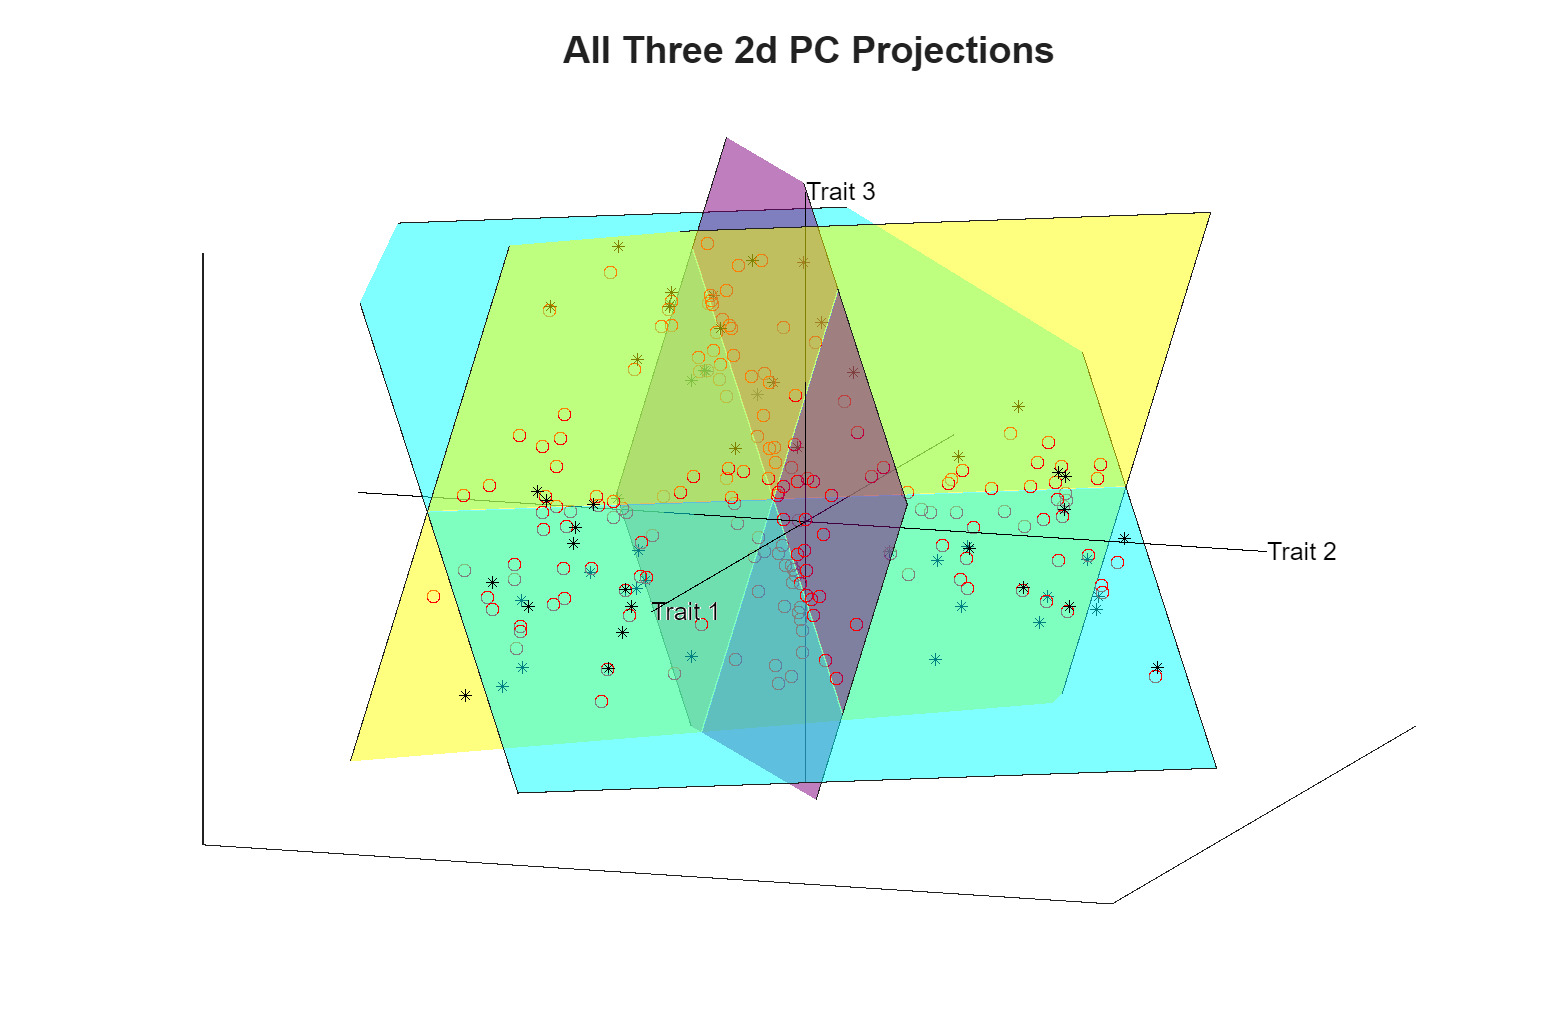 All Three 2d PC Projections
Trait 3
Trait 2
Trait 1